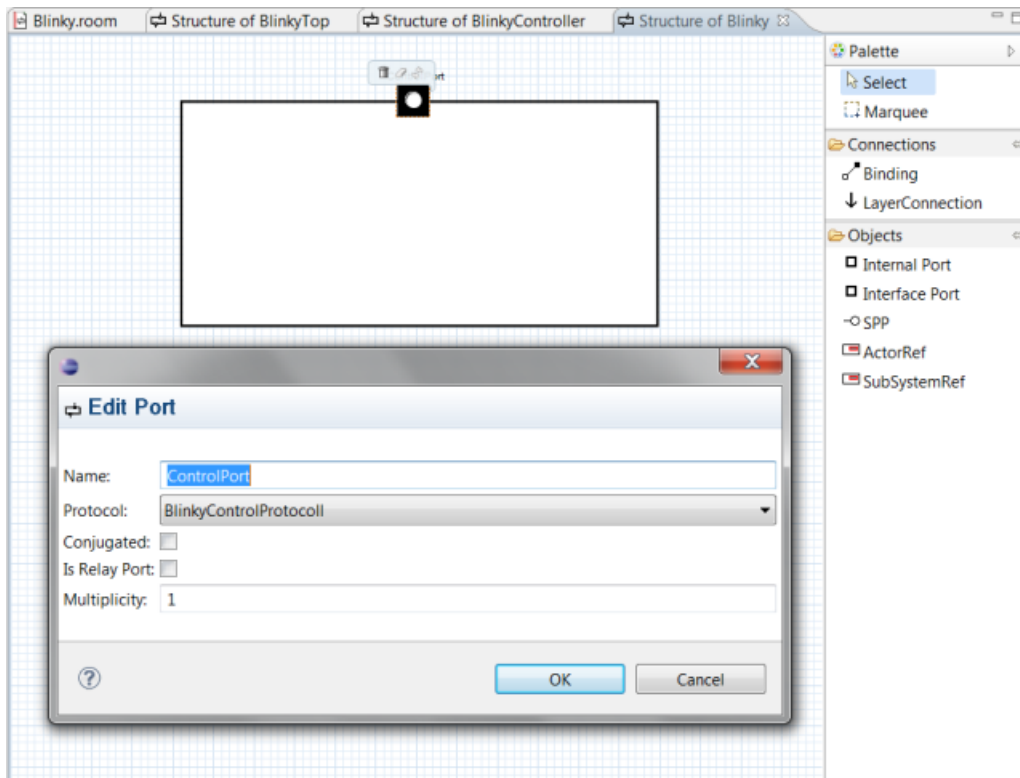 Blinky.room
Structure of BlinkyTop
Structure of BlinkyController
Structure of Blinky
Palette
Select
Marquee
Connections
Binding
LayerConnection
Objects
Internal Port
Interface Port
SPP
ActorRef
SubSystemRef
Edit Port
Name: ControlPort
Protocol: BlinkyControlProtocoll
Conjugated:
Is Relay Port:
Multiplicity: 1
OK Cancel